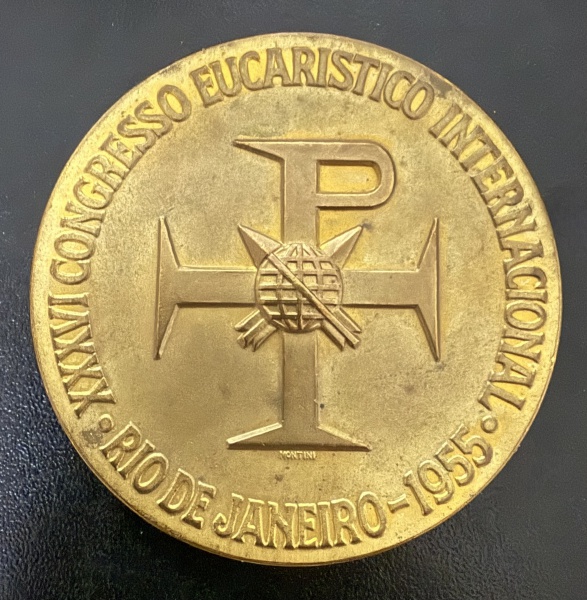 XXXVI CONGRESSO EUCARISTICO INTERNACIONAL
P
MONTINI
• RIO DE JANEIRO - 1955 •